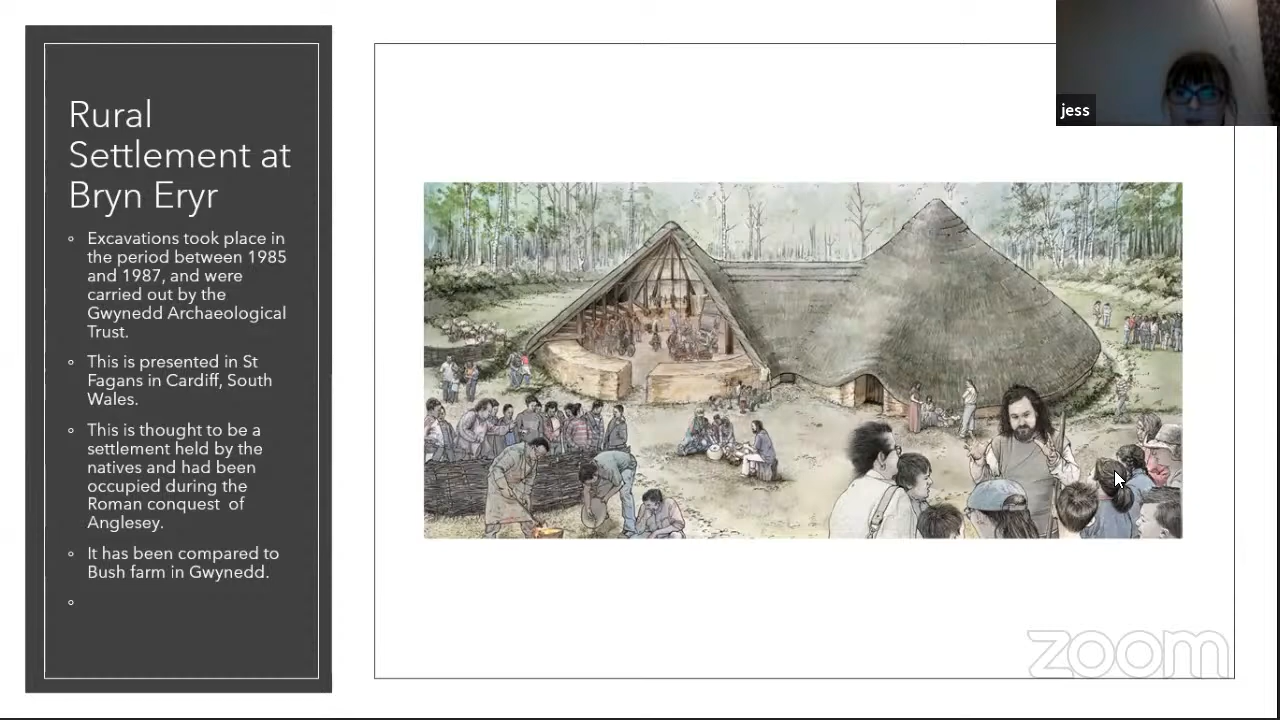 Rural
Settlement at
Bryn Eryr
Excavations took place in
the period between 1985
and 1987, and were
carried out by the
Gwynedd Archaeological
Trust.
This is presented in St
Fagans in Cardiff, South
Wales.
This is thought to be a
settlement held by the
natives and had been
occupied during the
Roman conquest of
Anglesey.
It has been compared to
Bush farm in Gwynedd.
jess
zoom